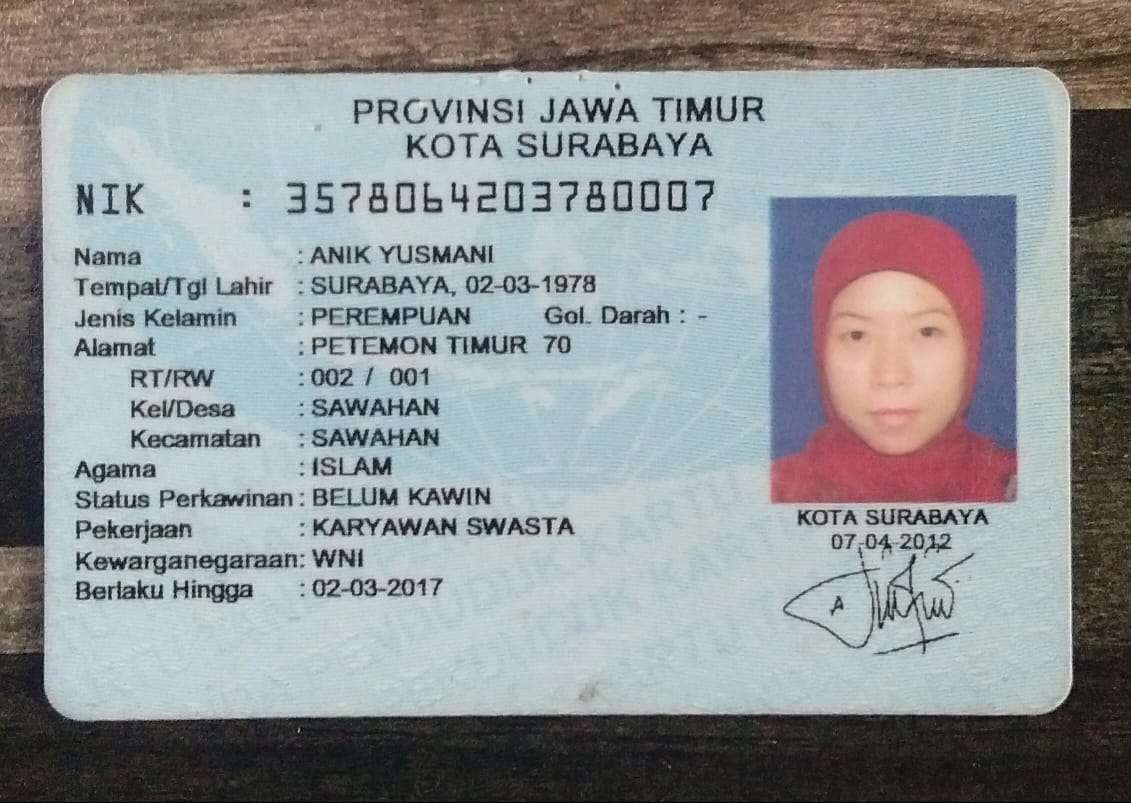 PROVINSI JAWA TIMUR
KOTA SURABAYA
NIK : 3578064203780007
Nama : ANIK YUSMANI
Tempat/Tgl Lahir : SURABAYA, 02-03-1978
Jenis Kelamin : PEREMPUAN Gol. Darah : -
Alamat : PETEMON TIMUR 70
RT/RW : 002 / 001
Kel/Desa : SAWAHAN
Kecamatan : SAWAHAN
Agama : ISLAM
Status Perkawinan : BELUM KAWIN
Pekerjaan : KARYAWAN SWASTA
Kewarganegaraan: WNI
Berlaku Hingga : 02-03-2017
KOTA SURABAYA
07-04-2012